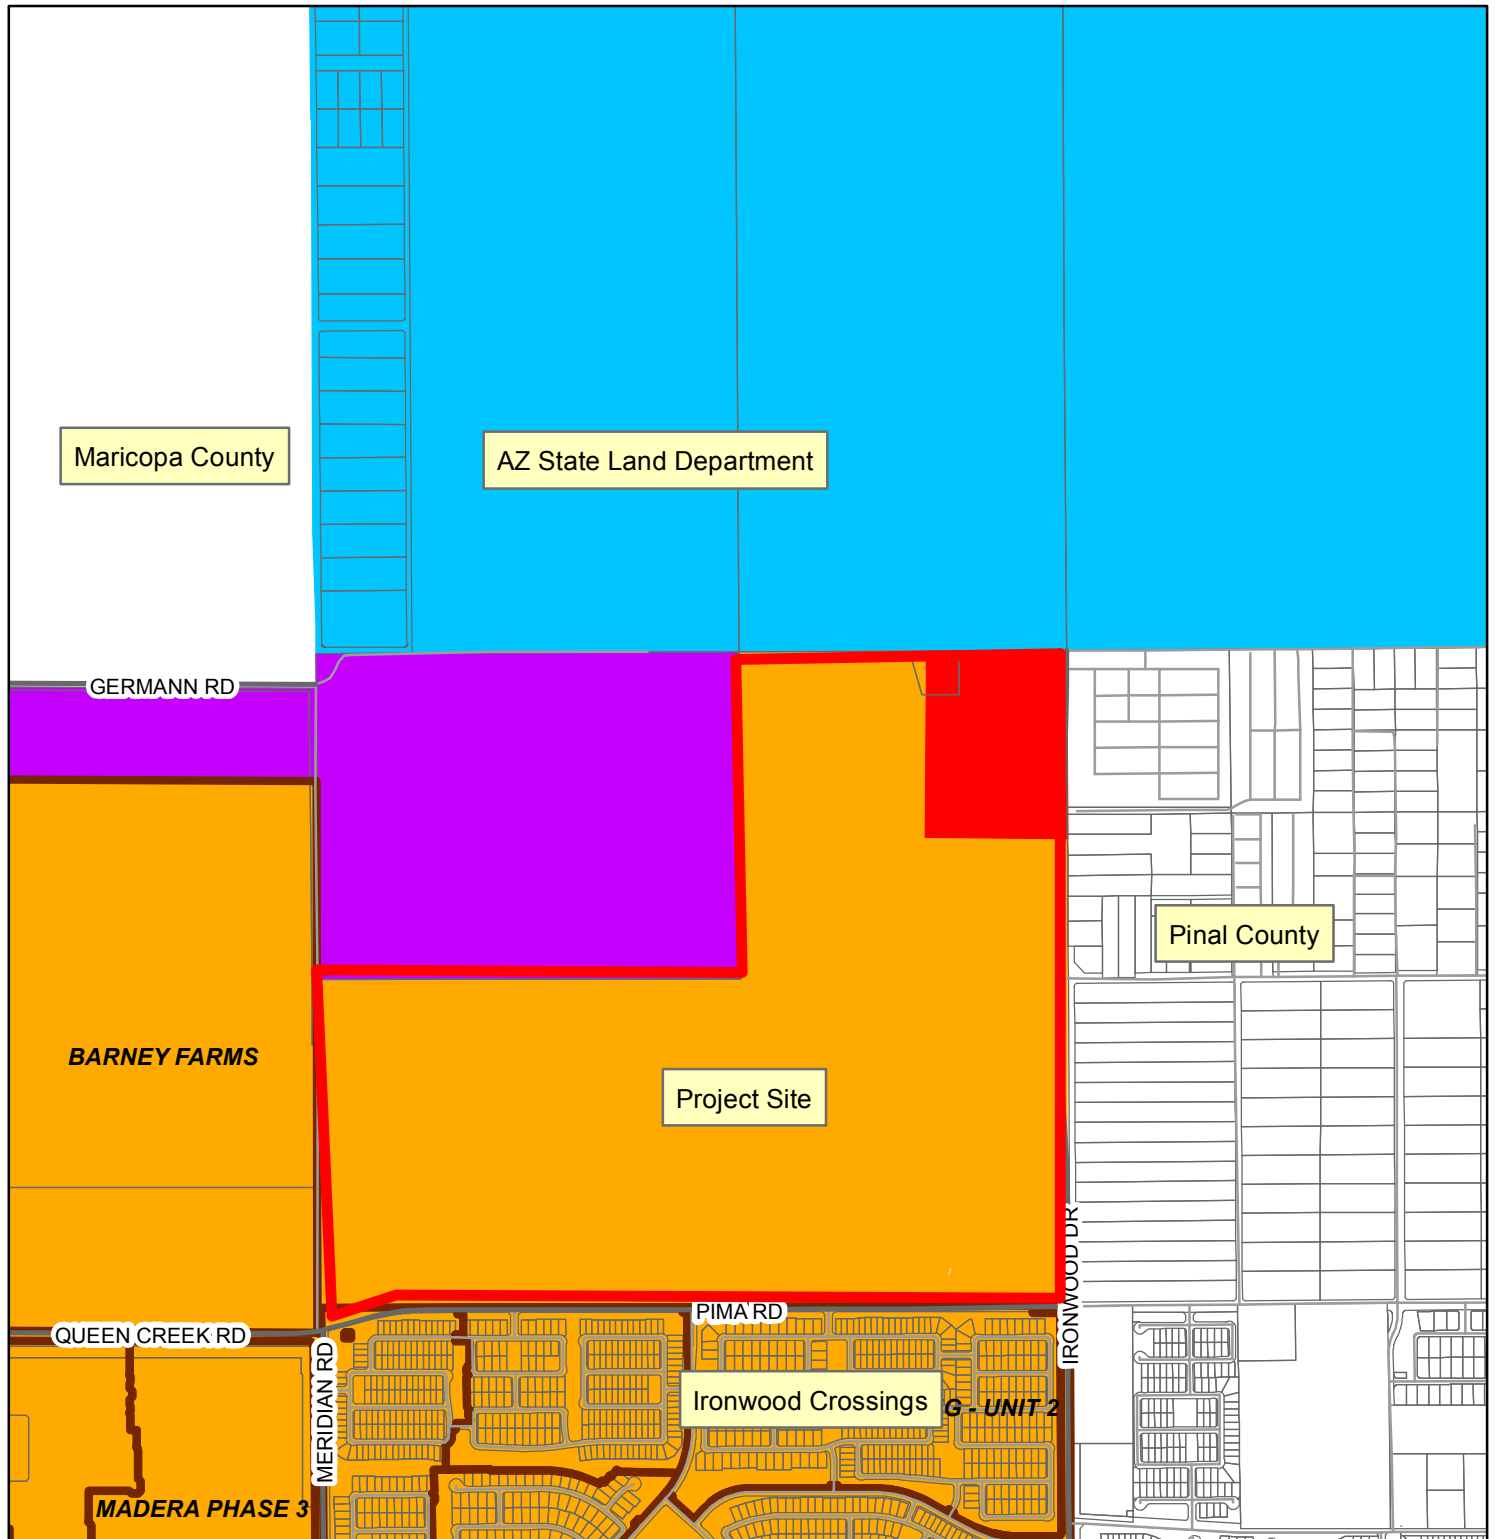 Maricopa County
AZ State Land Department
GERMANN RD
Pinal County
BARNEY FARMS
Project Site
IRONWOOD DR
PIMA RD
QUEEN CREEK RD
MERIDIAN RD
Ironwood Crossings
G - UNIT 2
MADERA PHASE 3